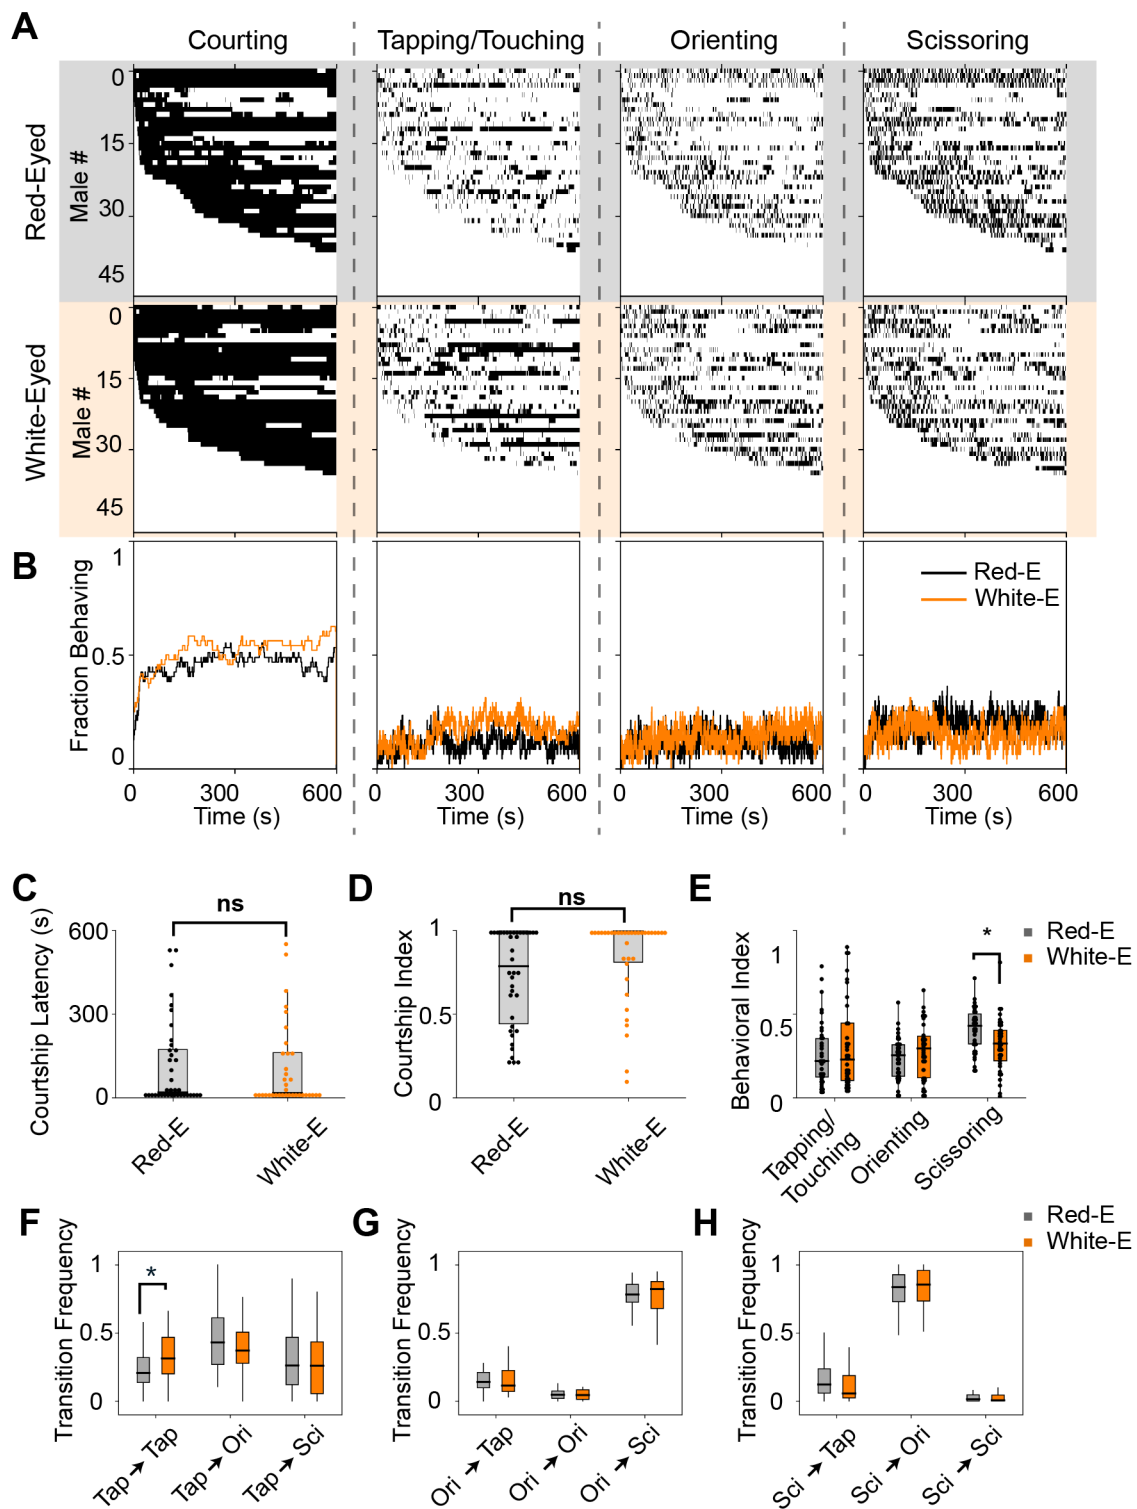 A
Courting
Tapping/Touching
Orienting
Scissoring
Red-Eyed
Male #
0
15
30
45
White-Eyed
Male #
0
15
30
45
B
Fraction Behaving
1
0.5
0
Red-E
White-E
0 300 600
Time (s)
0 300 600
Time (s)
0 300 600
Time (s)
0 300 600
Time (s)
C
Courtship Latency (s)
600
300
0
ns
Red-E
White-E
D
Courtship Index
1
0.5
0
ns
Red-E
White-E
E
Behavioral Index
1
0.5
0
*
Red-E
White-E
Tapping/
Touching
Orienting
Scissoring
F
Transition Frequency
1
0.5
0
*
Tap → Tap
Tap → Ori
Tap → Sci
G
Transition Frequency
1
0.5
0
Ori → Tap
Ori → Ori
Ori → Sci
H
Transition Frequency
1
0.5
0
Red-E
White-E
Sci → Tap
Sci → Ori
Sci → Sci